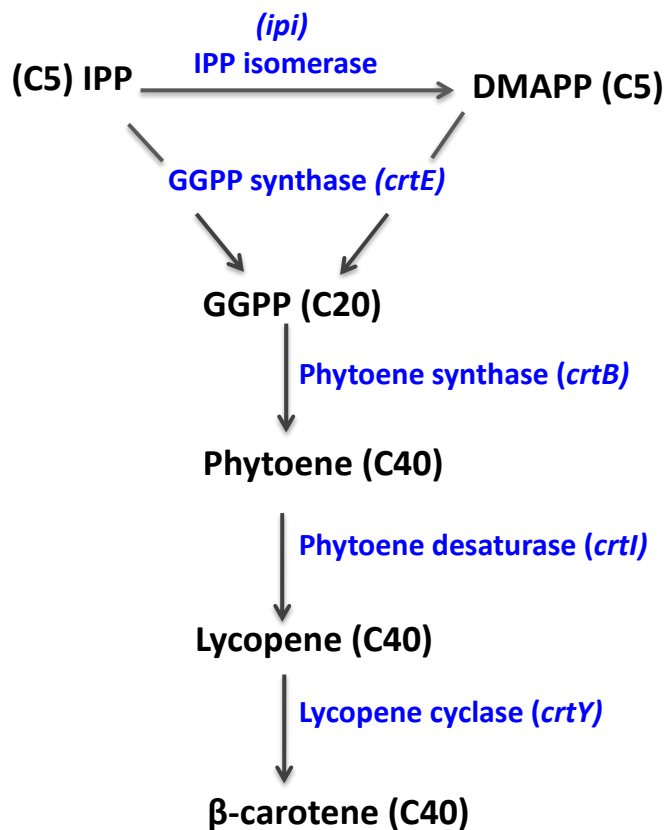 (ipi)
(C5) IPP IPP isomerase DMAPP (C5)
GGPP synthase (crtE)
GGPP (C20)
Phytoene synthase (crtB)
Phytoene (C40)
Phytoene desaturase (crtI)
Lycopene (C40)
Lycopene cyclase (crtY)
β-carotene (C40)